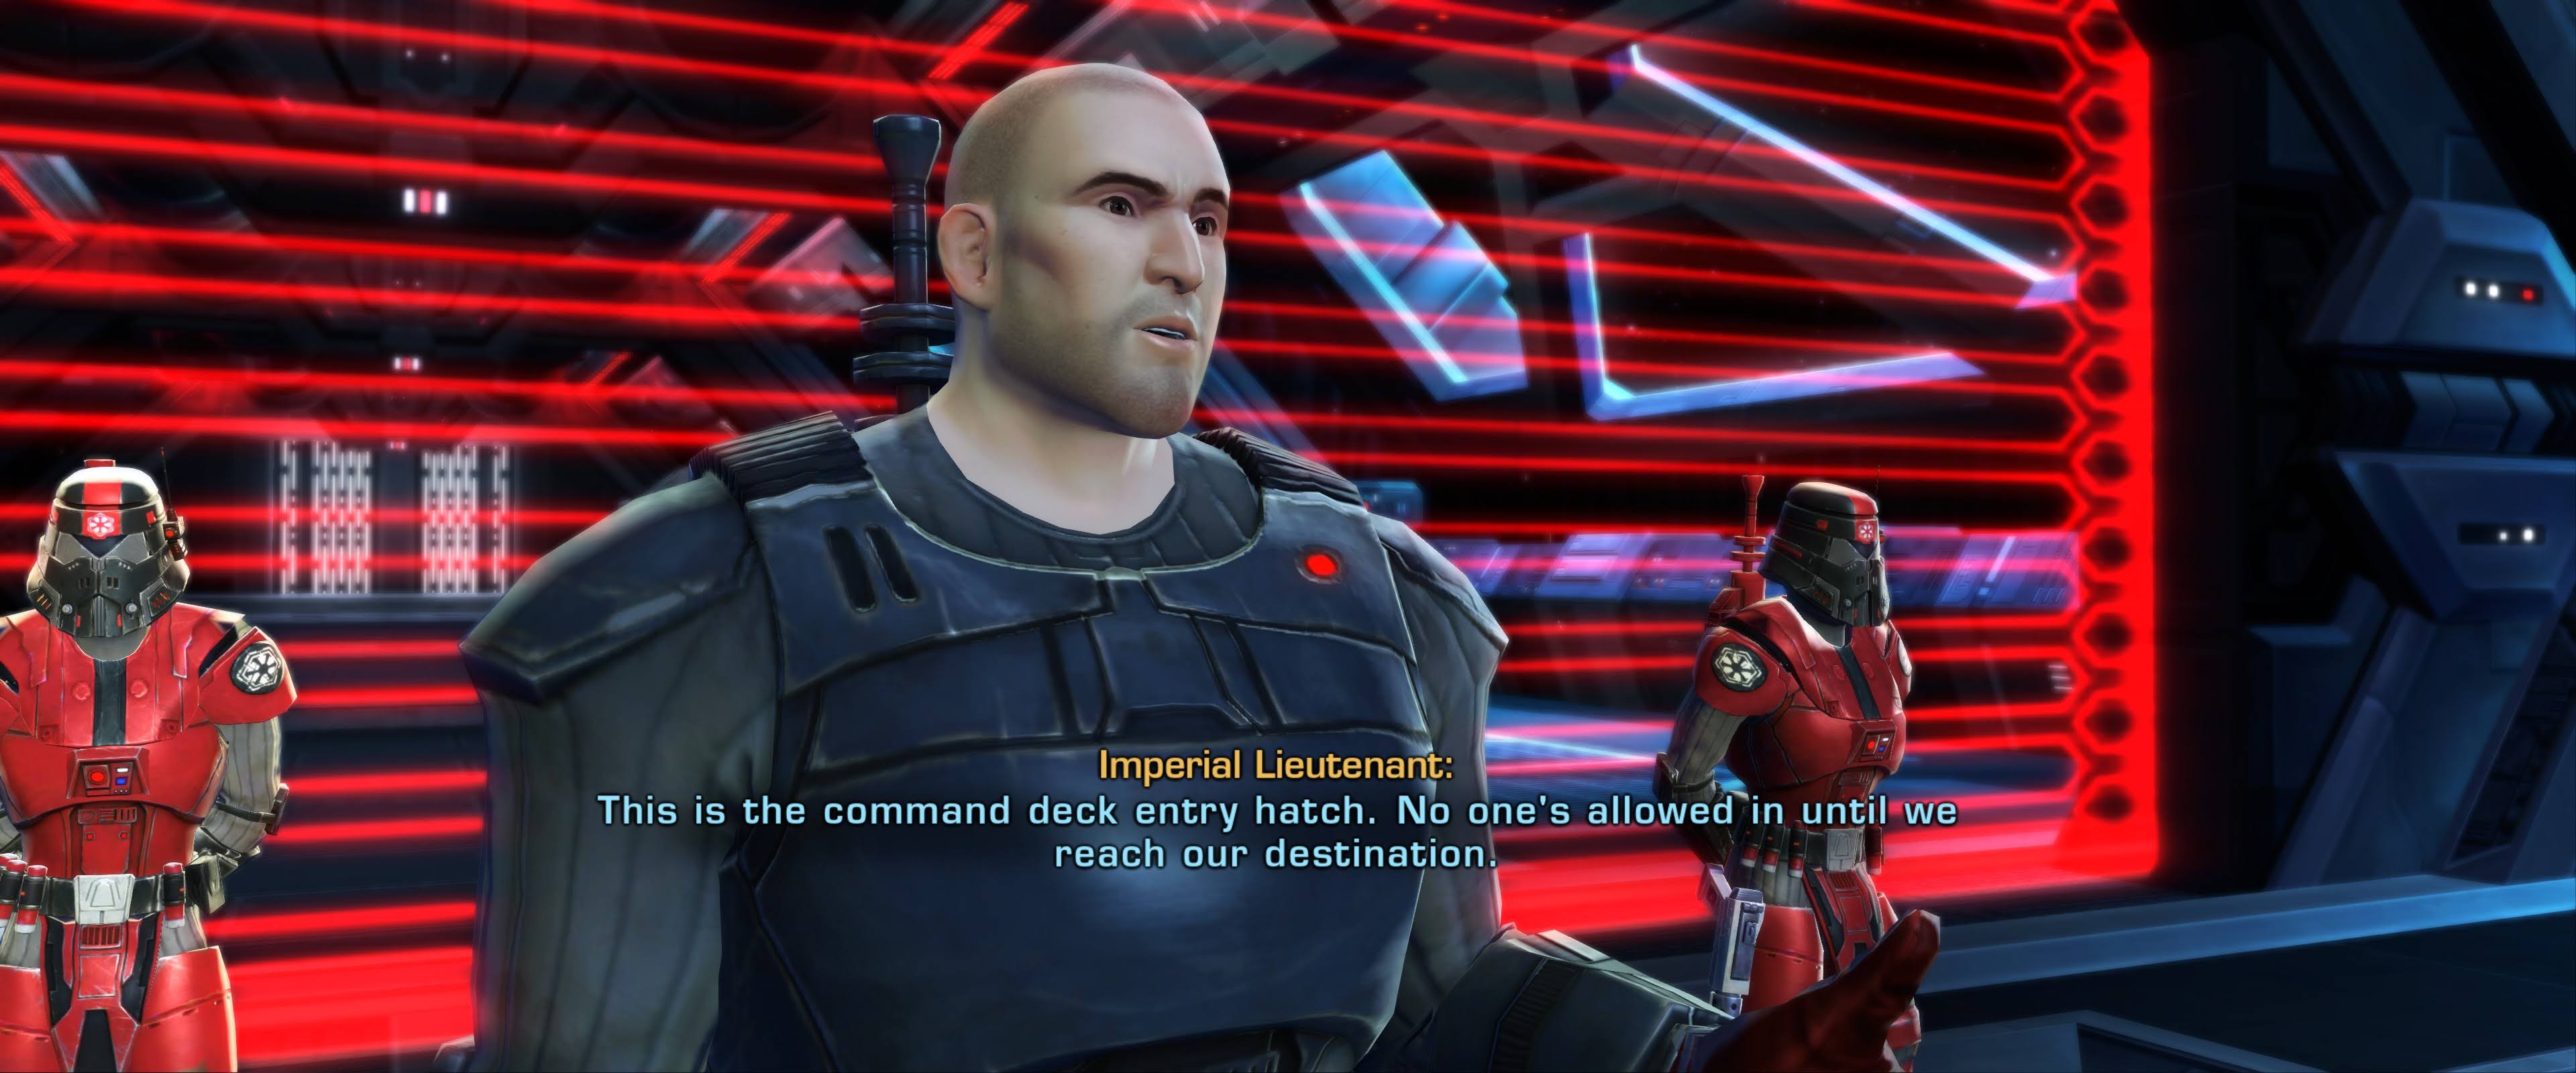 Imperial Lieutenant:
This is the command deck entry hatch. No one's allowed in until we
reach our destination.